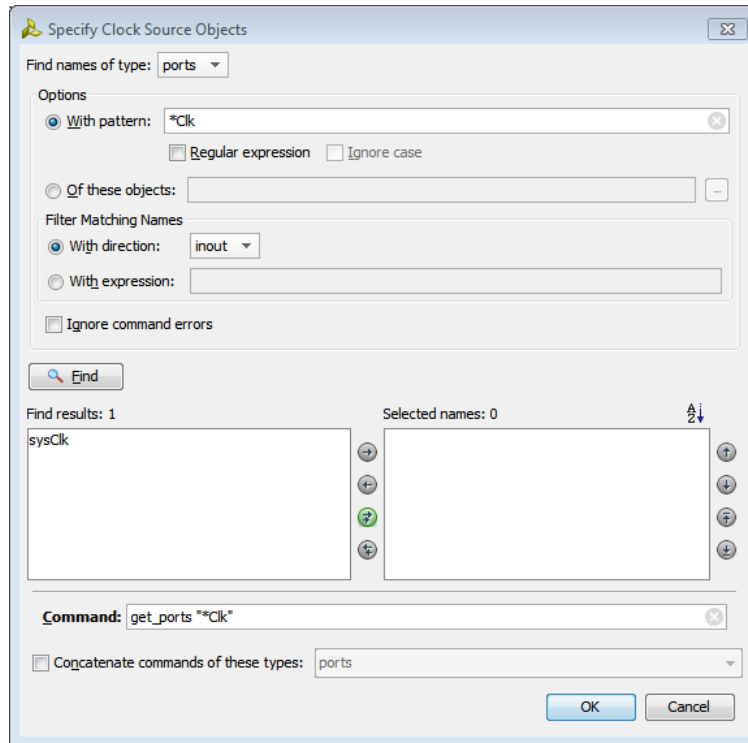 Specify Clock Source Objects
Find names of type: ports
Options
With pattern: *Clk
Regular expression Ignore case
Of these objects: ...
Filter Matching Names
With direction: inout
With expression:
Ignore command errors
Find
Find results: 1 Selected names: 0 A Z
sysClk
Command: get_ports "*Clk"
Concatenate commands of these types: ports
OK Cancel